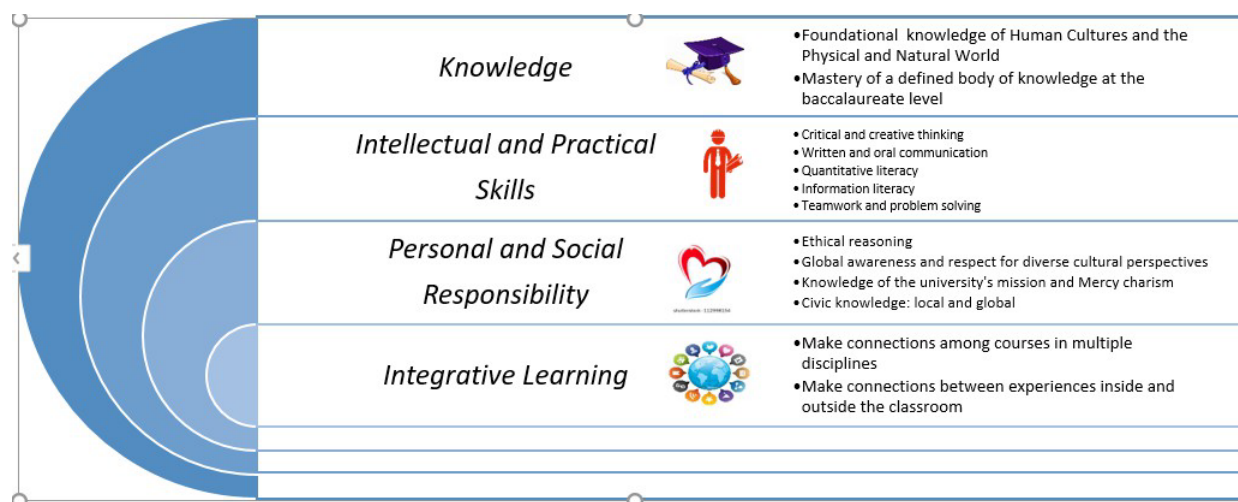 Knowledge
•Foundational knowledge of Human Cultures and the
Physical and Natural World
•Mastery of a defined body of knowledge at the
baccalaureate level
Intellectual and Practical
Skills
•Critical and creative thinking
•Written and oral communication
•Quantitative literacy
•Information literacy
•Teamwork and problem solving
Personal and Social
Responsibility
•Ethical reasoning
•Global awareness and respect for diverse cultural perspectives
•Knowledge of the university's mission and Mercy charism
•Civic knowledge: local and global
Integrative Learning
•Make connections among courses in multiple
disciplines
•Make connections between experiences inside and
outside the classroom